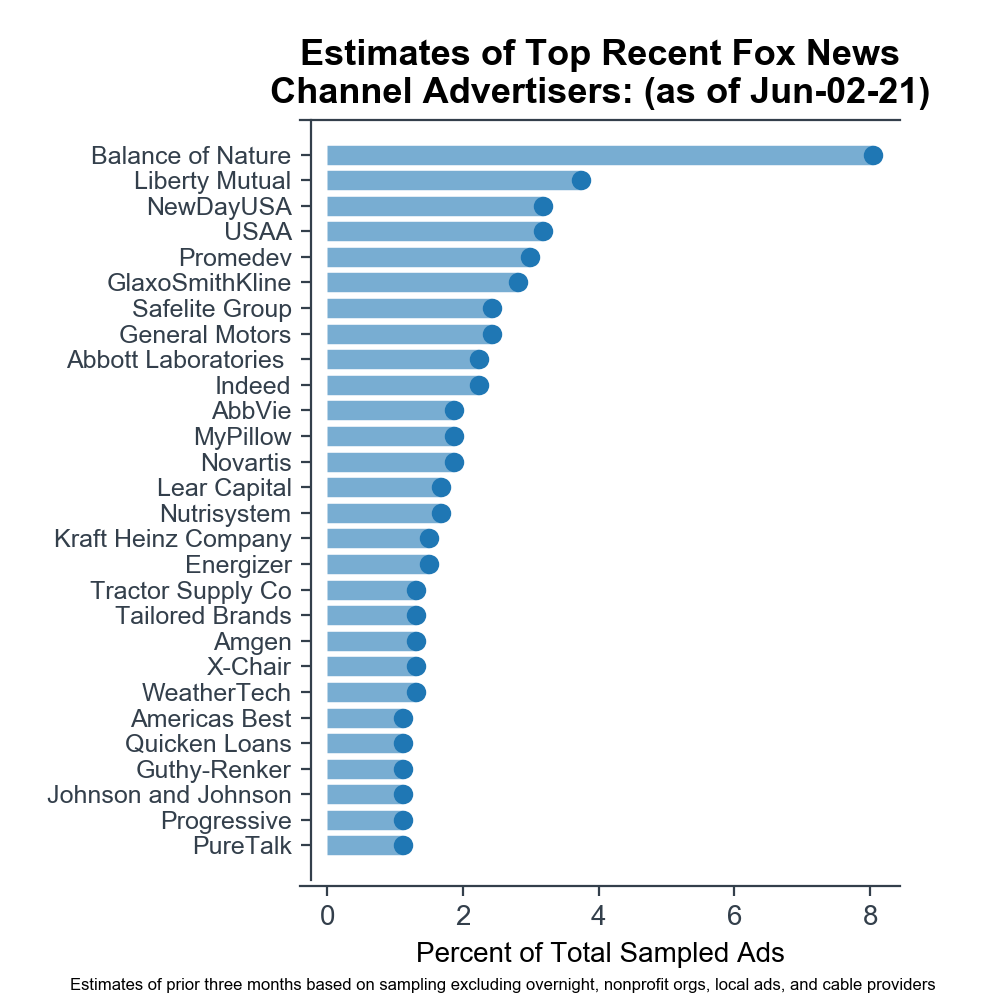 Estimates of Top Recent Fox News
Channel Advertisers: (as of Jun-02-21)
Balance of Nature
Liberty Mutual
NewDayUSA
USAA
Promedev
GlaxoSmithKline
Safelite Group
General Motors
Abbott Laboratories
Indeed
AbbVie
MyPillow
Novartis
Lear Capital
Nutrisystem
Kraft Heinz Company
Energizer
Tractor Supply Co
Tailored Brands
Amgen
X-Chair
WeatherTech
Americas Best
Quicken Loans
Guthy-Renker
Johnson and Johnson
Progressive
PureTalk
0 2 4 6 8
Percent of Total Sampled Ads
Estimates of prior three months based on sampling excluding overnight, nonprofit orgs, local ads, and cable providers